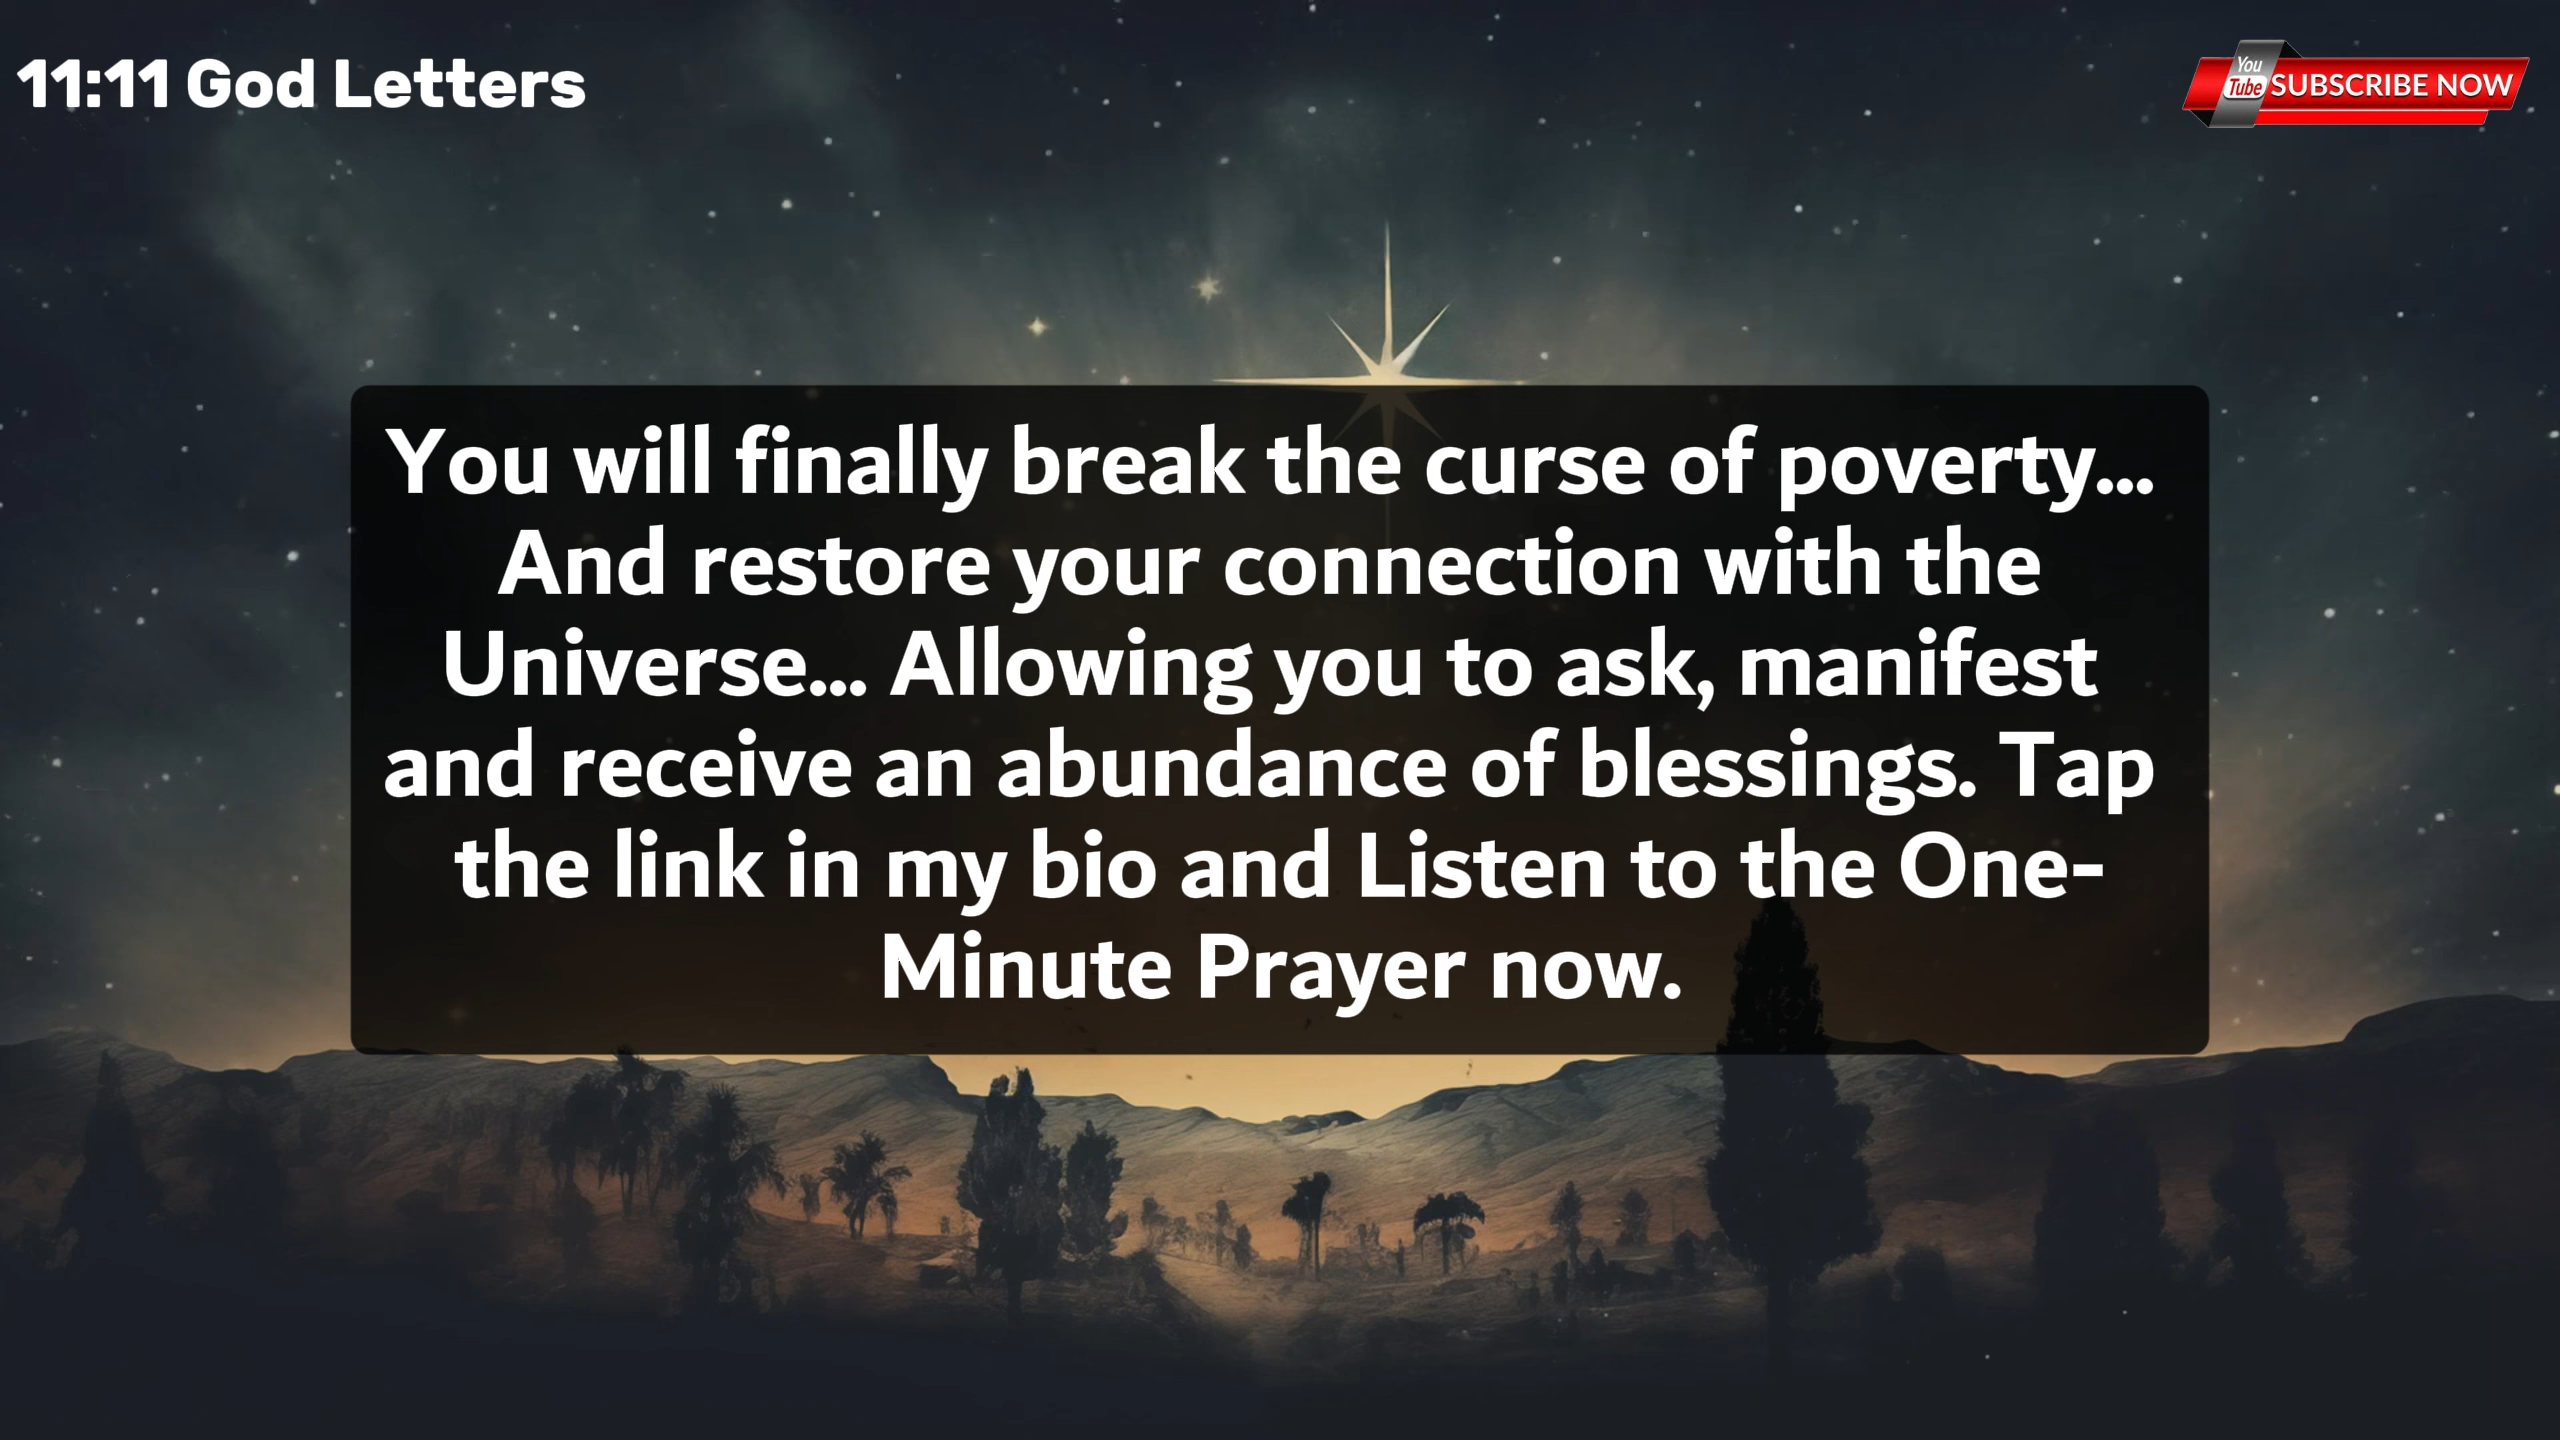 11:11 God Letters
You Tube SUBSCRIBE NOW
You will finally break the curse of poverty...
And restore your connection with the
Universe... Allowing you to ask, manifest
and receive an abundance of blessings. Tap
the link in my bio and Listen to the One-
Minute Prayer now.